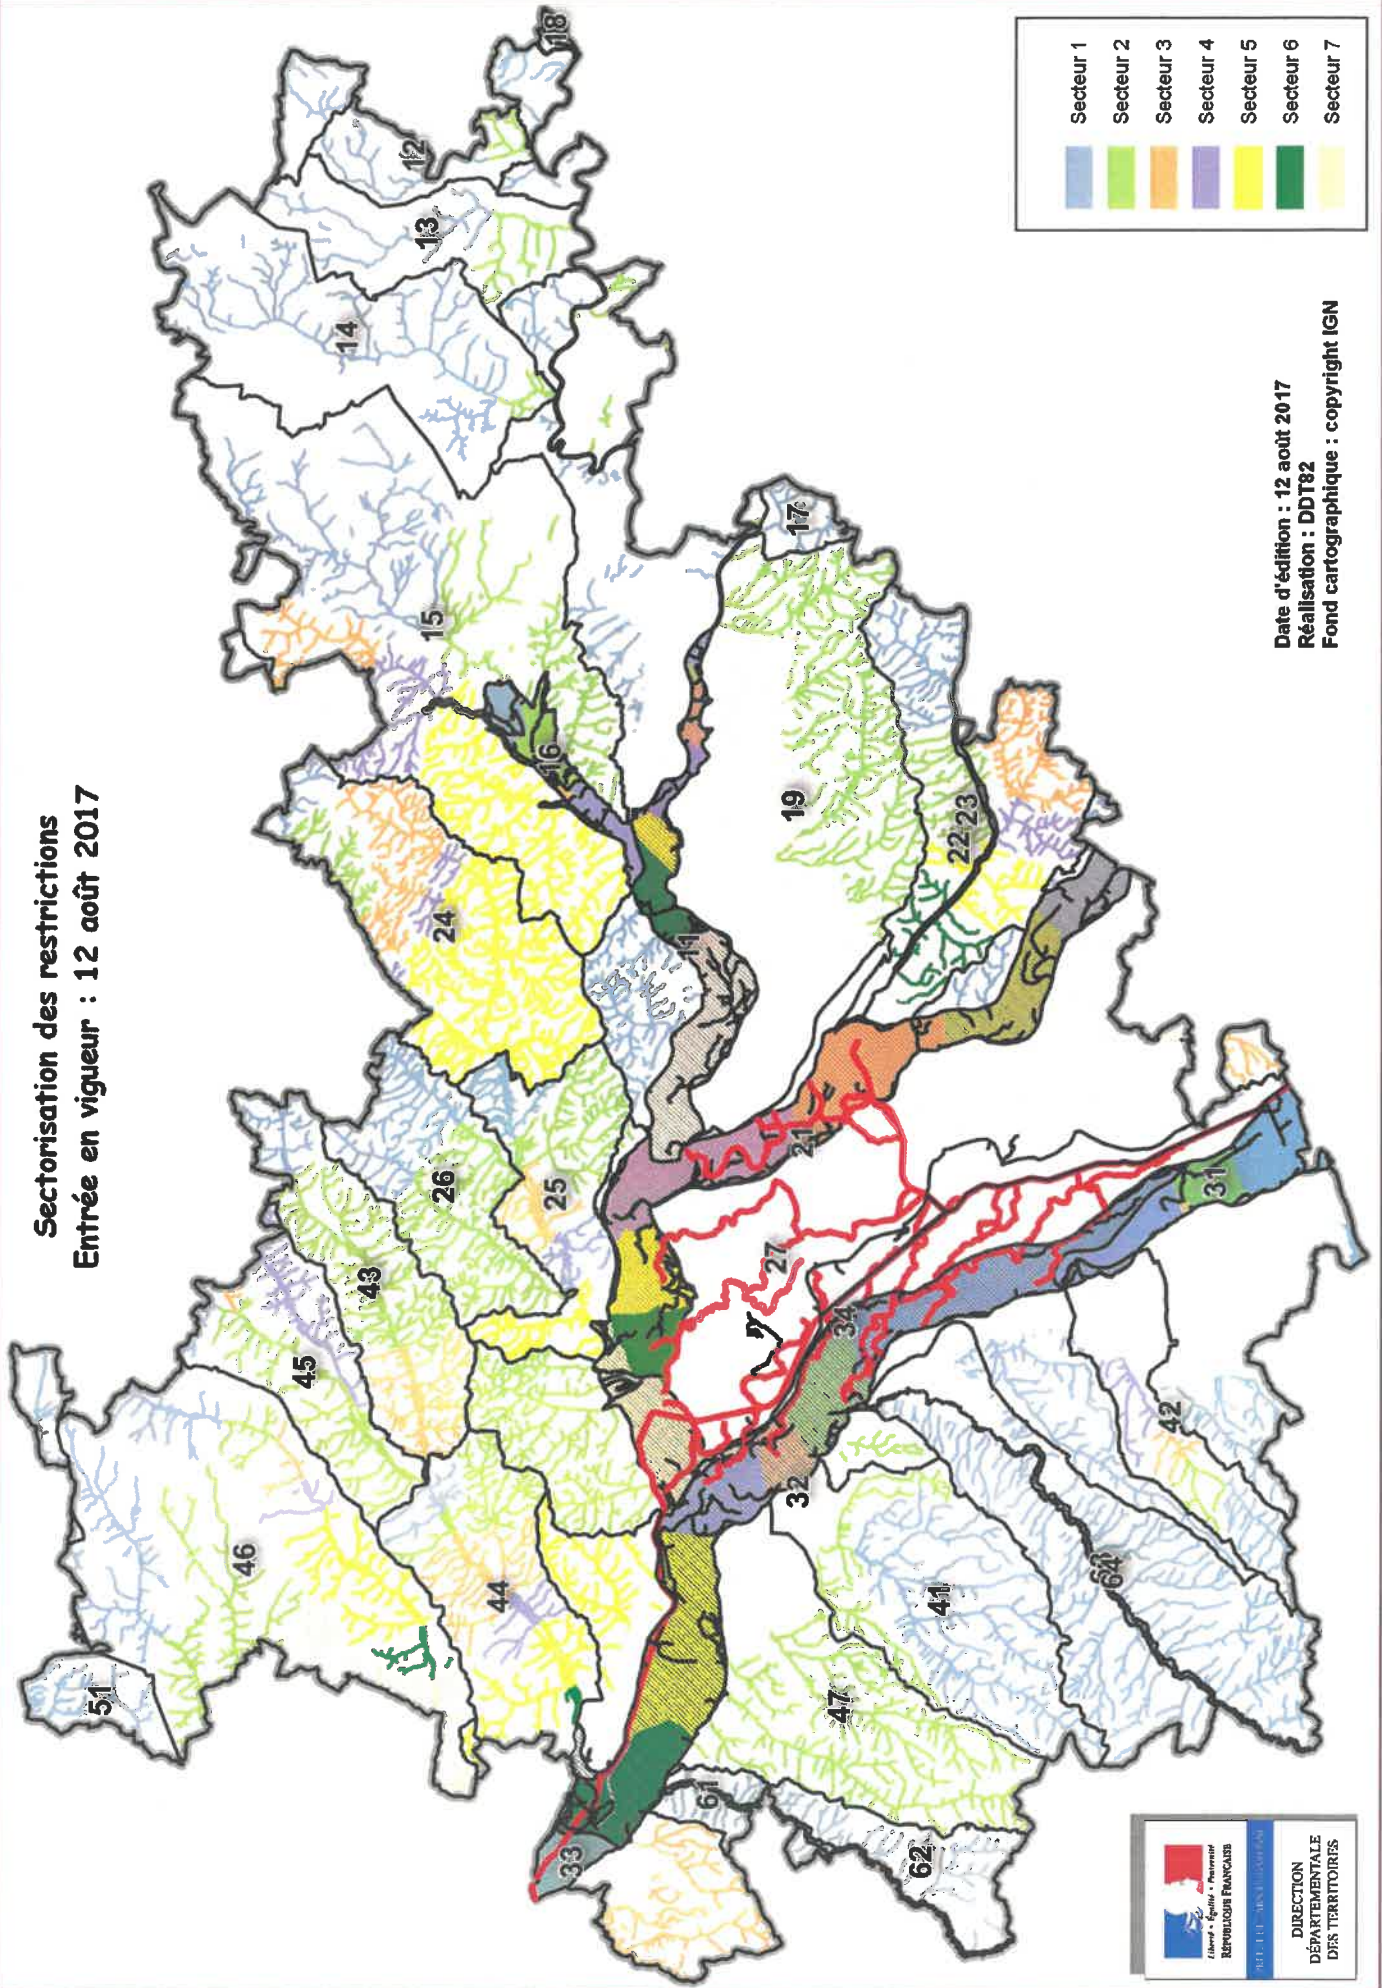 Sectorisation des restrictions
Entrée en vigueur : 12 août 2017
Secteur 1
Secteur 2
Secteur 3
Secteur 4
Secteur 5
Secteur 6
Secteur 7
18
12
13
14
15
16
17
19
11
22
23
24
21
25
26
27
43
45
46
44
51
31
34
32
42
41
64
47
61
62
33
Date d'édition : 12 août 2017
Réalisation : DDT82
Fond cartographique : copyright IGN
Liberté • Égalité • Fraternité
RÉPUBLIQUE FRANÇAISE
DIRECTION
DÉPARTEMENTALE
DES TERRITOIRES